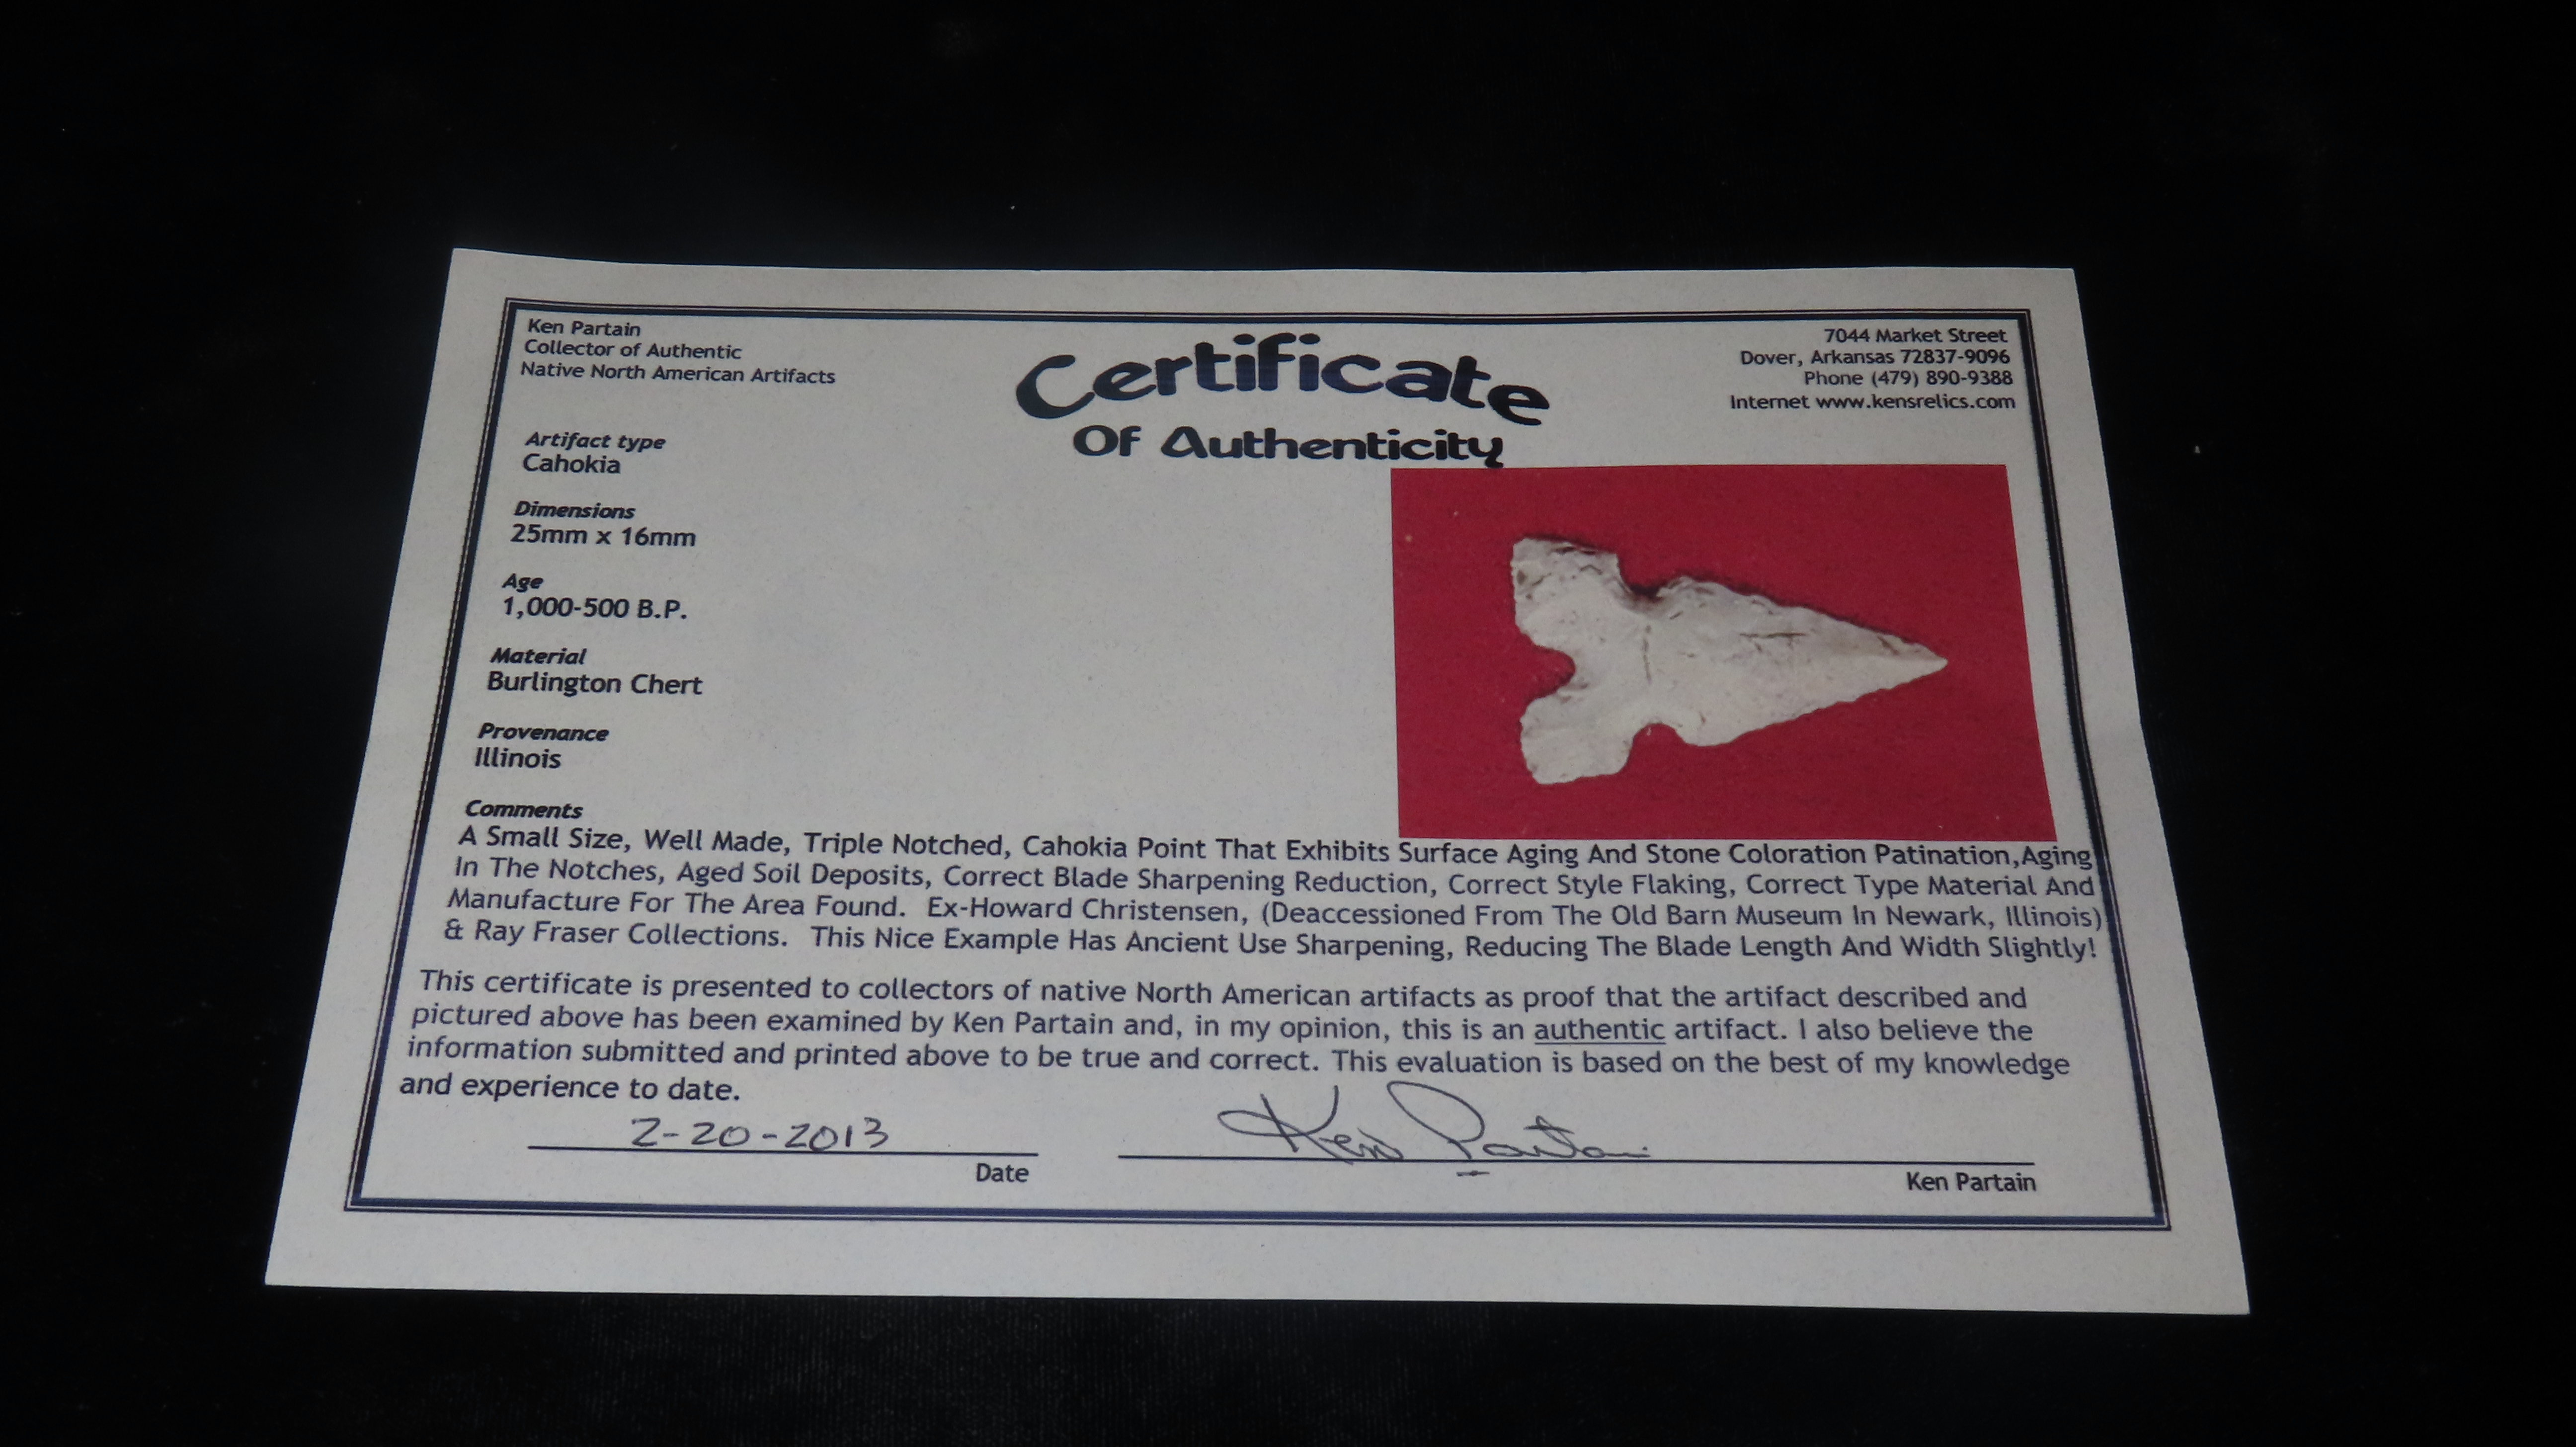 Ken Partain
Collector of Authentic
Native North American Artifacts
Certificate
Of Authenticity
7044 Market Street
Dover, Arkansas 72837-9096
Phone (479) 890-9388
Internet www.kensrelics.com
Artifact type
Cahokia
Dimensions
25mm x 16mm
Age
1,000-500 B.P.
Material
Burlington Chert
Provenance
Illinois
Comments
A Small Size, Well Made, Triple Notched, Cahokia Point That Exhibits Surface Aging And Stone Coloration Patination,Aging
In The Notches, Aged Soil Deposits, Correct Blade Sharpening Reduction, Correct Style Flaking, Correct Type Material And
Manufacture For The Area Found. Ex-Howard Christensen, (Deaccessioned From The Old Barn Museum In Newark, Illinois)
& Ray Fraser Collections. This Nice Example Has Ancient Use Sharpening, Reducing The Blade Length And Width Slightly!
This certificate is presented to collectors of native North American artifacts as proof that the artifact described and
pictured above has been examined by Ken Partain and, in my opinion, this is an authentic artifact. I also believe the
information submitted and printed above to be true and correct. This evaluation is based on the best of my knowledge
and experience to date.
2-20-2013
Ken Partain
Date
Ken Partain